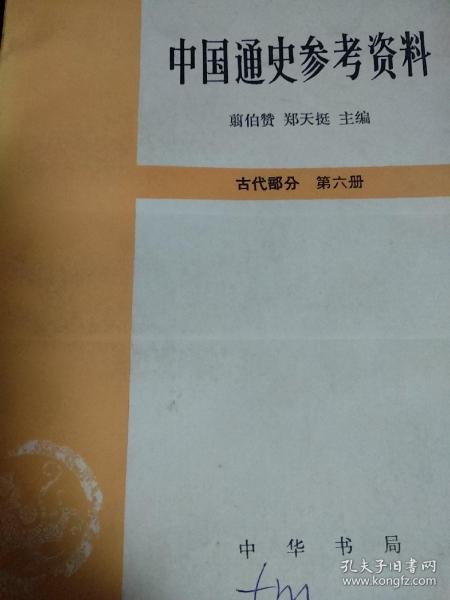 中国通史参考资料
翦伯赞 郑天挺 主编
古代部分 第六册
中华书局
孔夫子旧书网
www.kongfz.com